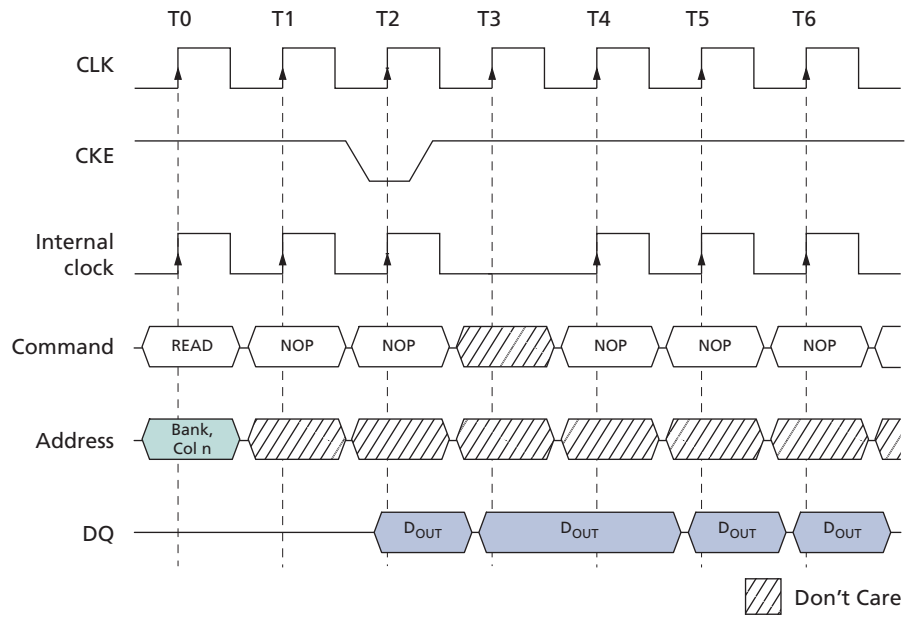 T0 T1 T2 T3 T4 T5 T6
CLK
CKE
Internal
clock
Command READ NOP NOP NOP NOP NOP
Address Bank,
Col n
DQ DOUT DOUT DOUT DOUT
Don't Care